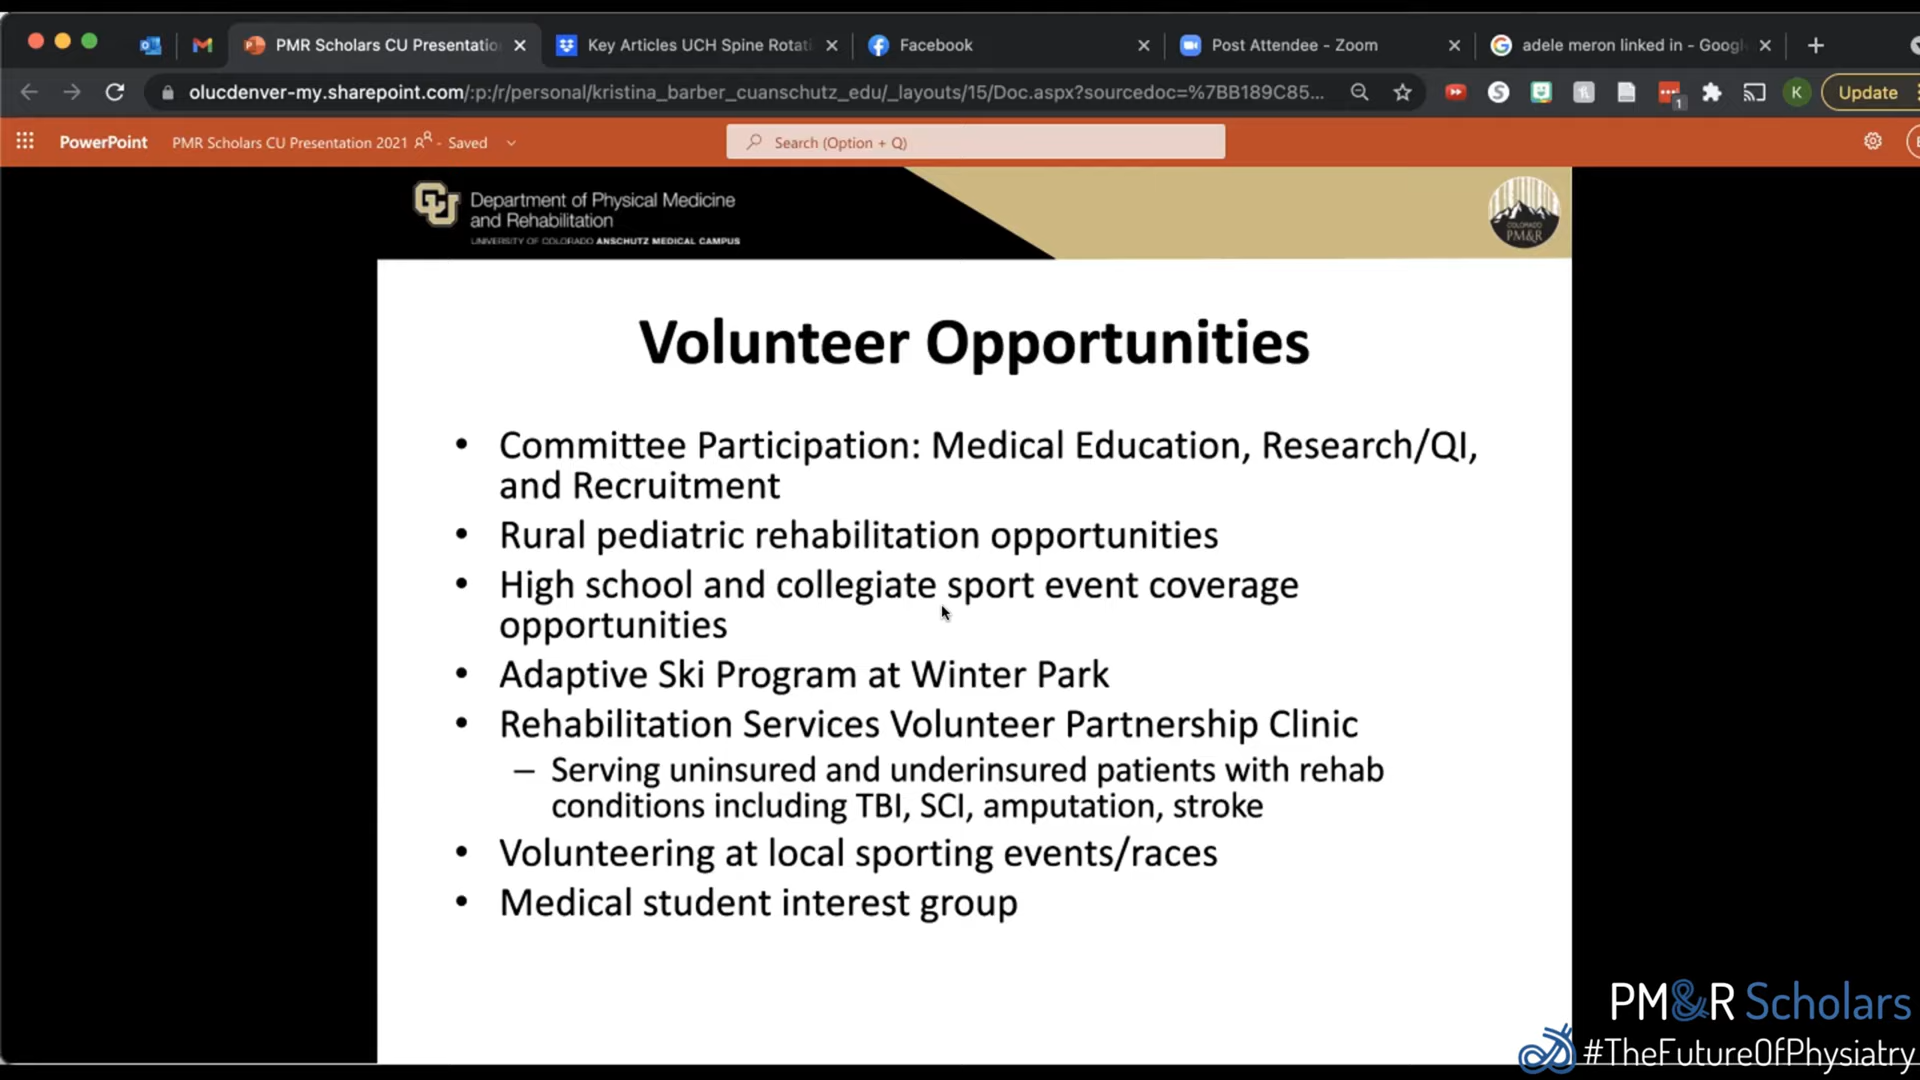 PMR Scholars CU Presentatio
Key Articles UCH Spine Rotati
Facebook
Post Attendee - Zoom
adele meron linked in - Googl
olucdenver-my.sharepoint.com/:p:/r/personal/kristina_barber_cuanschutz_edu/_layouts/15/Doc.aspx?sourcedoc=%7BB189C85...
1
K
Update
PowerPoint
PMR Scholars CU Presentation 2021 - Saved
Search (Option + Q)
CU
Department of Physical Medicine
and Rehabilitation
UNIVERSITY OF COLORADO ANSCHUTZ MEDICAL CAMPUS
COLORADO
PM&R
Volunteer Opportunities
• Committee Participation: Medical Education, Research/QI,
and Recruitment
• Rural pediatric rehabilitation opportunities
• High school and collegiate sport event coverage
opportunities
• Adaptive Ski Program at Winter Park
• Rehabilitation Services Volunteer Partnership Clinic
– Serving uninsured and underinsured patients with rehab
conditions including TBI, SCI, amputation, stroke
• Volunteering at local sporting events/races
• Medical student interest group
PM&R Scholars
#TheFutureOfPhysiatry